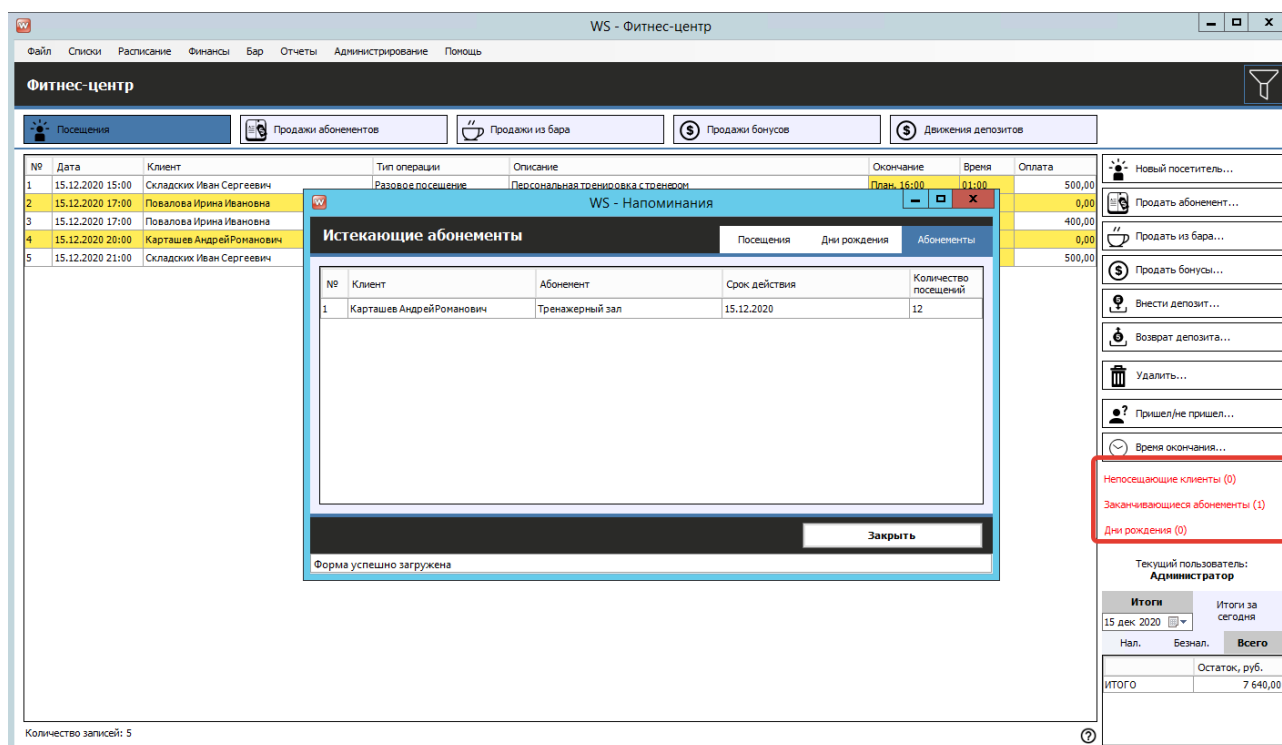 WS - Фитнес-центр
Файл Списки Расписание Финансы Бар Отчеты Администрирование Помощь
Фитнес-центр
Посещения Продажи абонементов Продажи из бара Продажи бонусов Движения депозитов
№ Дата Клиент Тип операции Описание Окончание Время Оплата
1 15.12.2020 15:00 Складских Иван Сергеевич Разовое посещение Персональная тренировка с тренером План. 16:00 01:00 500,00
2 15.12.2020 17:00 Повалова Ирина Ивановна 0,00
3 15.12.2020 17:00 Повалова Ирина Ивановна 400,00
4 15.12.2020 20:00 Карташев АндрейРоманович 0,00
5 15.12.2020 21:00 Складских Иван Сергеевич 500,00
WS - Напоминания
Истекающие абонементы
Посещения Дни рождения Абонементы
№ Клиент Абонемент Срок действия Количество
посещений
1 Карташев АндрейРоманович Тренажерный зал 15.12.2020 12
Закрыть
Форма успешно загружена
Новый посетитель...
Продать абонемент...
Продать из бара...
Продать бонусы...
Внести депозит...
Возврат депозита...
Удалить...
Пришел/не пришел...
Время окончания...
Непосещающие клиенты (0)
Заканчивающиеся абонементы (1)
Дни рождения (0)
Текущий пользователь:
Администратор
Итоги
Итоги за
сегодня
15 дек 2020
Нал. Безнал. Всего
Остаток, руб.
ИТОГО 7 640,00
Количество записей: 5